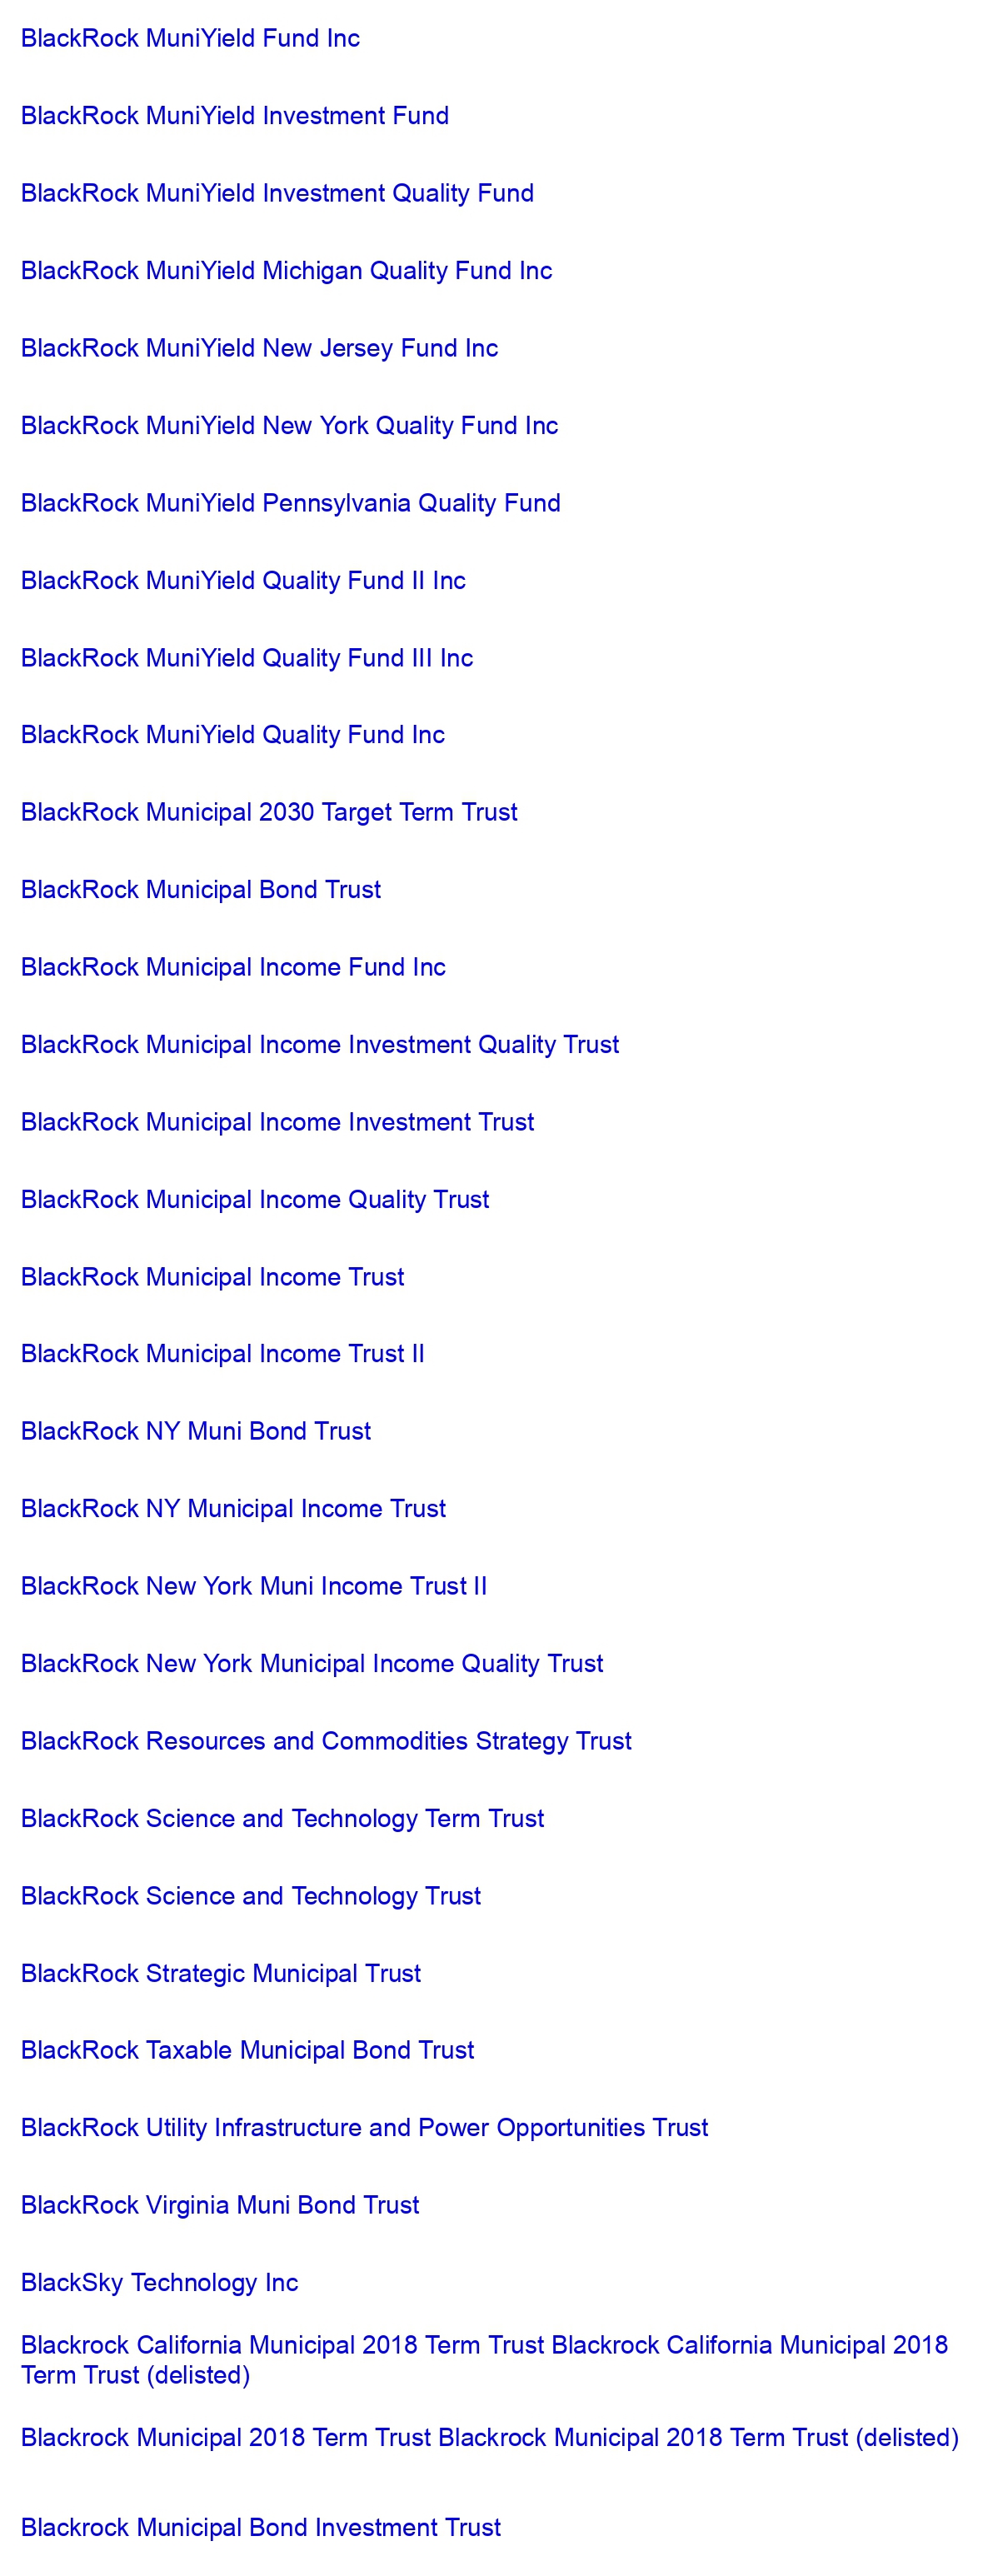 BlackRock MuniYield Fund Inc
BlackRock MuniYield Investment Fund
BlackRock MuniYield Investment Quality Fund
BlackRock MuniYield Michigan Quality Fund Inc
BlackRock MuniYield New Jersey Fund Inc
BlackRock MuniYield New York Quality Fund Inc
BlackRock MuniYield Pennsylvania Quality Fund
BlackRock MuniYield Quality Fund II Inc
BlackRock MuniYield Quality Fund III Inc
BlackRock MuniYield Quality Fund Inc
BlackRock Municipal 2030 Target Term Trust
BlackRock Municipal Bond Trust
BlackRock Municipal Income Fund Inc
BlackRock Municipal Income Investment Quality Trust
BlackRock Municipal Income Investment Trust
BlackRock Municipal Income Quality Trust
BlackRock Municipal Income Trust
BlackRock Municipal Income Trust II
BlackRock NY Muni Bond Trust
BlackRock NY Municipal Income Trust
BlackRock New York Muni Income Trust II
BlackRock New York Municipal Income Quality Trust
BlackRock Resources and Commodities Strategy Trust
BlackRock Science and Technology Term Trust
BlackRock Science and Technology Trust
BlackRock Strategic Municipal Trust
BlackRock Taxable Municipal Bond Trust
BlackRock Utility Infrastructure and Power Opportunities Trust
BlackRock Virginia Muni Bond Trust
BlackSky Technology Inc
Blackrock California Municipal 2018 Term Trust Blackrock California Municipal 2018
Term Trust (delisted)
Blackrock Municipal 2018 Term Trust Blackrock Municipal 2018 Term Trust (delisted)
Blackrock Municipal Bond Investment Trust